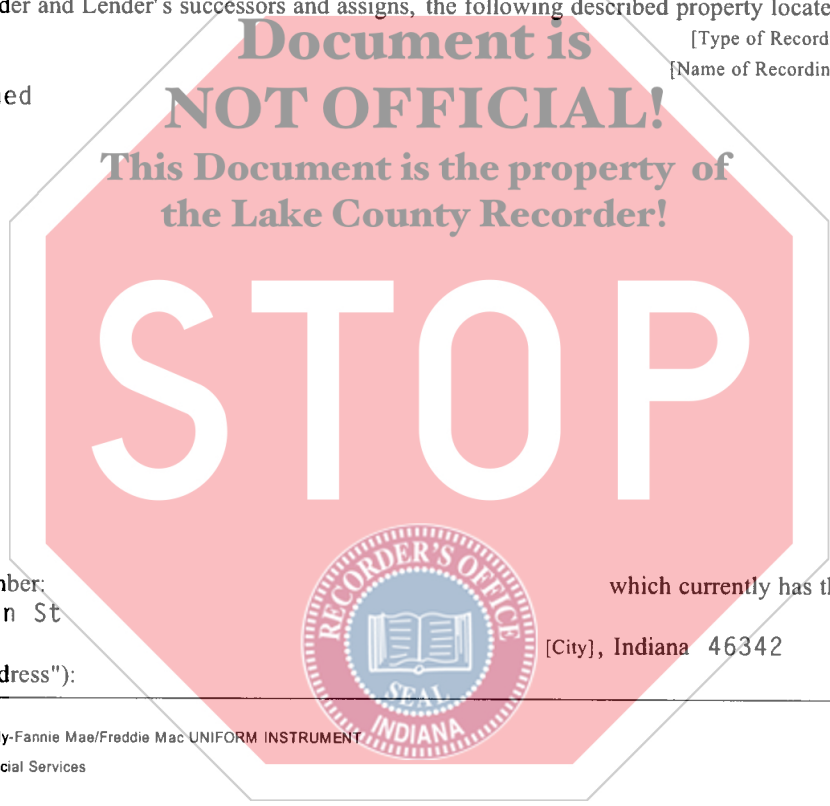 der and Lender's successors and assigns, the following described property locate
Document is
[Type of Record
[Name of Recordin
ed
NOT OFFICIAL!
This Document is the property of
the Lake County Recorder!
STOP
RECORDER'S OFFICE
SEAL
INDIANA
nber:
which currently has th
n St
[City], Indiana 46342
dress"):
y-Fannie Mae/Freddie Mac UNIFORM INSTRUMENT
cial Services